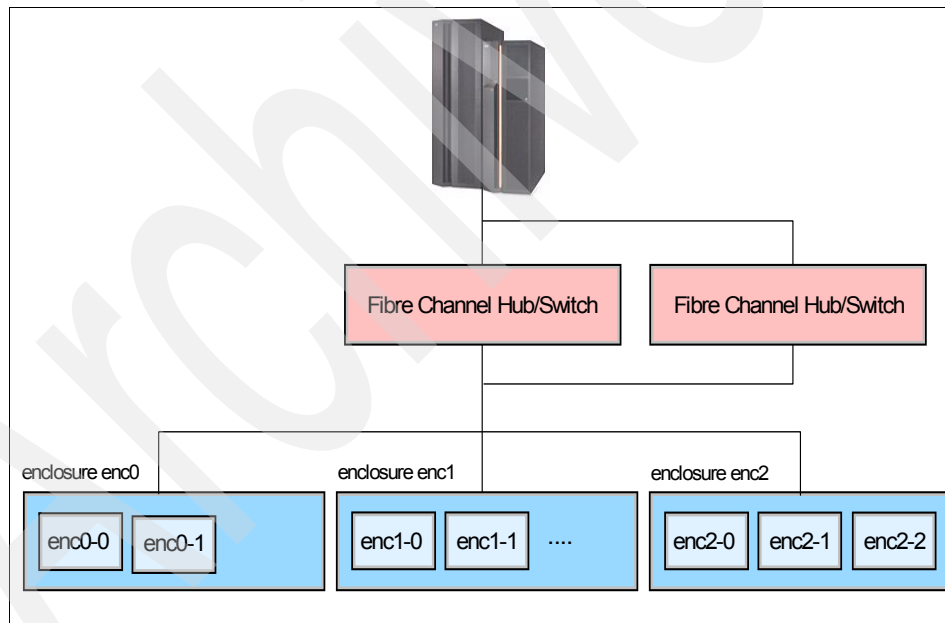 Fibre Channel Hub/Switch
Fibre Channel Hub/Switch
enclosure enc0
enclosure enc1
enclosure enc2
enc0-0
enc0-1
enc1-0
enc1-1
....
enc2-0
enc2-1
enc2-2
Archive